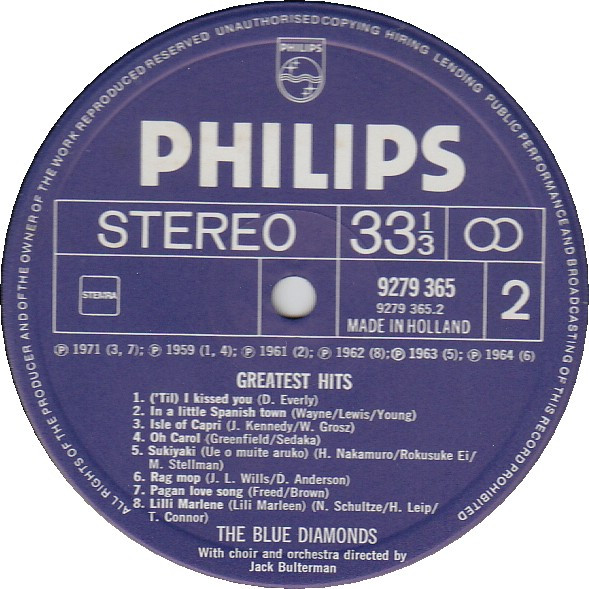 ALL RIGHTS OF THE PRODUCER AND OF THE OWNER OF THE WORK REPRODUCED RESERVED UNAUTHORISED COPYING HIRING LENDING PUBLIC PERFORMANCE AND BROADCASTING OF THIS RECORD PROHIBITED
PHILIPS
PHILIPS
STEREO 33⅓
STEMRA
9279 365
9279 365.2
MADE IN HOLLAND
2
Ⓟ 1971 (3, 7); Ⓟ 1959 (1, 4); Ⓟ 1961 (2); Ⓟ 1962 (8); Ⓟ 1963 (5); Ⓟ 1964 (6)
GREATEST HITS
1. ('Til) I kissed you (D. Everly)
2. In a little Spanish town (Wayne/Lewis/Young)
3. Isle of Capri (J. Kennedy/W. Grosz)
4. Oh Carol (Greenfield/Sedaka)
5. Sukiyaki (Ue o muite aruko) (H. Nakamuro/Rokusuke Ei/
M. Stellman)
6. Rag mop (J. L. Wills/D. Anderson)
7. Pagan love song (Freed/Brown)
8. Lilli Marlene (Lili Marleen) (N. Schultze/H. Leip/
T. Connor)
THE BLUE DIAMONDS
With choir and orchestra directed by
Jack Bulterman